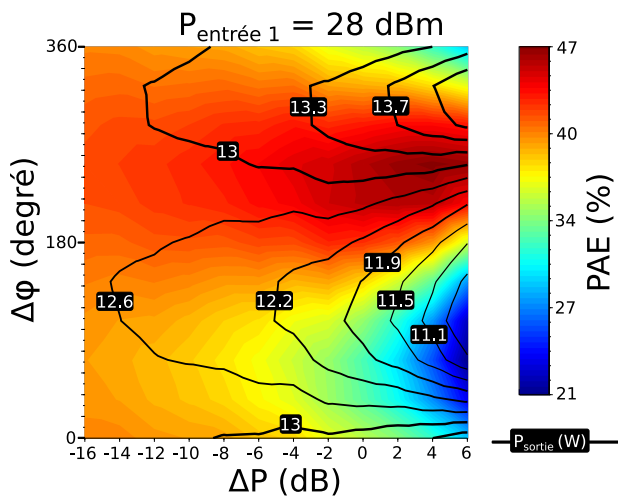 P entrée 1 = 28 dBm
360
180
0
Δφ (degré)
13.3
13.7
13
12.6
12.2
11.9
11.5
11.1
13
-16 -14 -12 -10 -8 -6 -4 -2 0 2 4 6
ΔP (dB)
47
40
34
27
21
PAE (%)
P sortie (W)